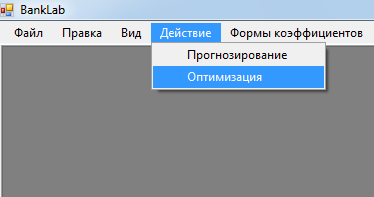 BankLab
Файл Правка Вид Действие Формы коэффициентов
Прогнозирование
Оптимизация